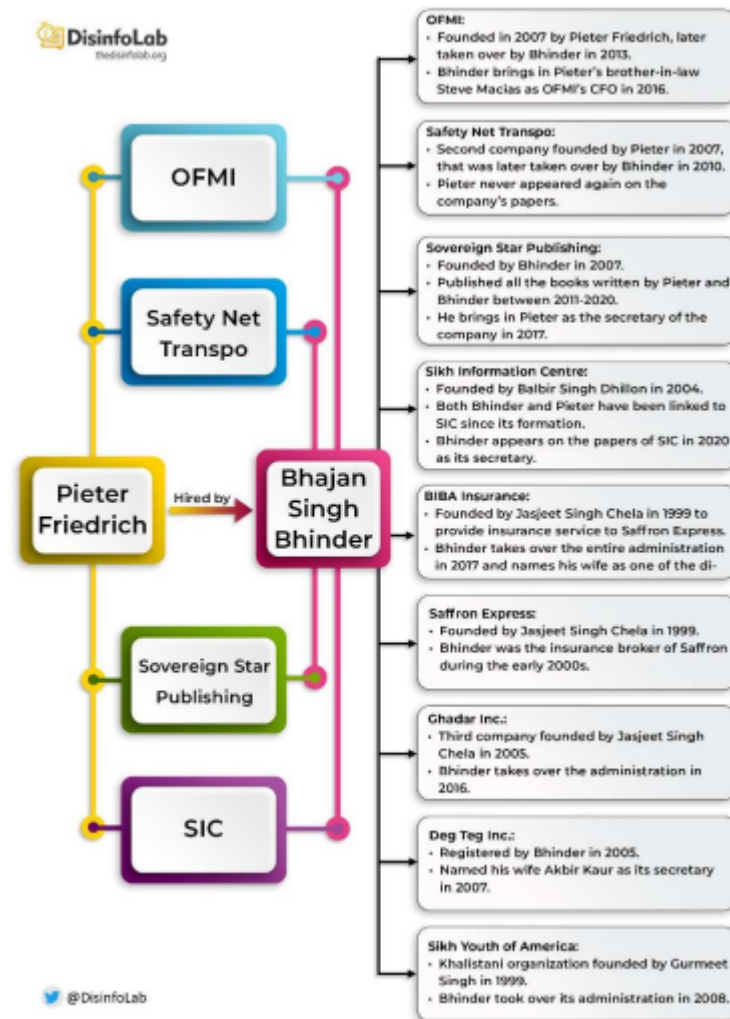 DisinfoLab
thedisinfolab.org
OFMI
Safety Net
Transpo
Pieter
Friedrich
Hired by
Bhajan
Singh
Bhinder
Sovereign Star
Publishing
SIC
@DisinfoLab
OFMI:
• Founded in 2007 by Pieter Friedrich, later
taken over by Bhinder in 2013.
• Bhinder brings in Pieter's brother-in-law
Steve Macias as OFMI's CFO in 2016.
Safety Net Transpo:
• Second company founded by Pieter in 2007,
that was later taken over by Bhinder in 2010.
• Pieter never appeared again on the
company's papers.
Sovereign Star Publishing:
• Founded by Bhinder in 2007.
• Published all the books written by Pieter and
Bhinder between 2011-2020.
• He brings in Pieter as the secretary of the
company in 2017.
Sikh Information Centre:
• Founded by Balbir Singh Dhillon in 2004.
• Both Bhinder and Pieter have been linked to
SIC since its formation.
• Bhinder appears on the papers of SIC in 2020
as its secretary.
BIBA Insurance:
• Founded by Jasjeet Singh Chela in 1999 to
provide insurance service to Saffron Express.
• Bhinder takes over the entire administration
in 2017 and names his wife as one of the di-
Saffron Express:
• Founded by Jasjeet Singh Chela in 1999.
• Bhinder was the insurance broker of Saffron
during the early 2000s.
Ghadar Inc.:
• Third company founded by Jasjeet Singh
Chela in 2005.
• Bhinder takes over the administration in
2016.
Deg Teg Inc.:
• Registered by Bhinder in 2005.
• Named his wife Akbir Kaur as its secretary
in 2007.
Sikh Youth of America:
• Khalistani organization founded by Gurmeet
Singh in 1999.
• Bhinder took over its administration in 2008.